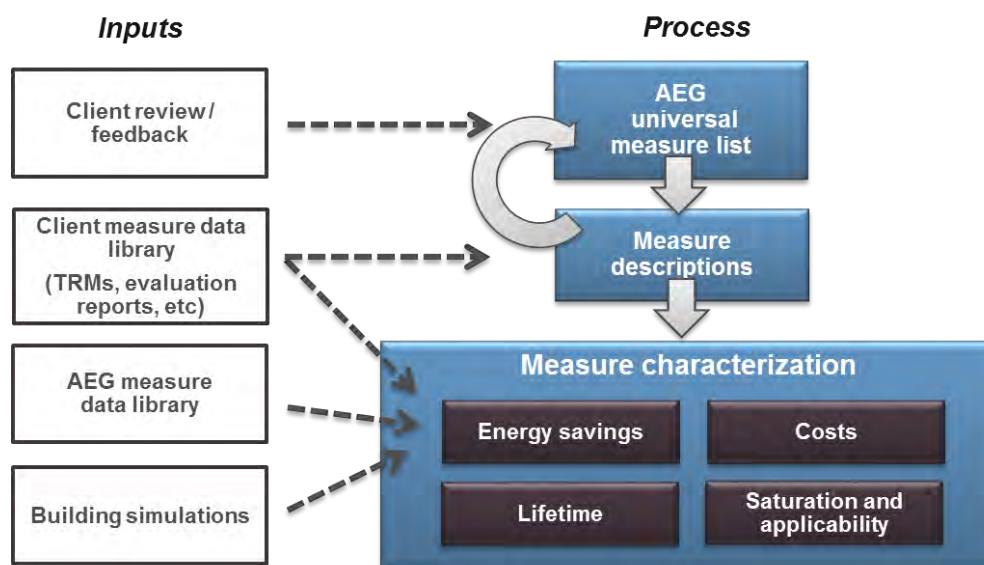 Inputs
Process
Client review /
feedback
AEG
universal
measure list
Client measure data
library
(TRMs, evaluation
reports, etc)
Measure
descriptions
AEG measure
data library
Building simulations
Measure characterization
Energy savings
Costs
Lifetime
Saturation and
applicability